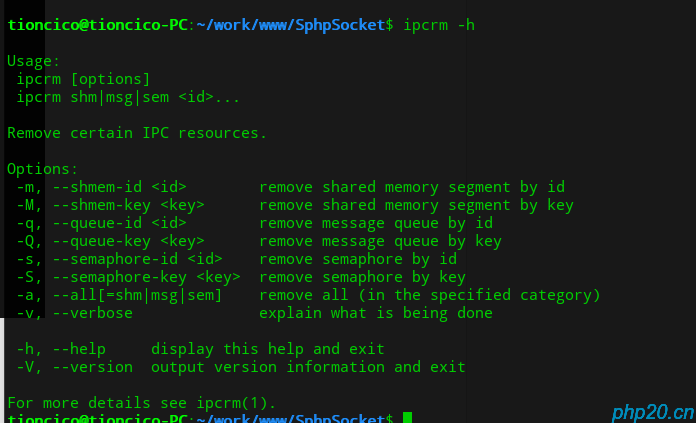 tioncico@tioncico-PC:~/work/www/SphpSocket$ ipcrm -h
Usage:
ipcrm [options]
ipcrm shm|msg|sem <id>...
Remove certain IPC resources.
Options:
-m, --shmem-id <id>        remove shared memory segment by id
-M, --shmem-key <key>      remove shared memory segment by key
-q, --queue-id <id>        remove message queue by id
-Q, --queue-key <key>      remove message queue by key
-s, --semaphore-id <id>    remove semaphore by id
-S, --semaphore-key <key>  remove semaphore by key
-a, --all[=shm|msg|sem]    remove all (in the specified category)
-v, --verbose              explain what is being done
-h, --help     display this help and exit
-V, --version  output version information and exit
For more details see ipcrm(1).
tioncico@tioncico-PC:~/work/www/SphpSocket$
php20.cn